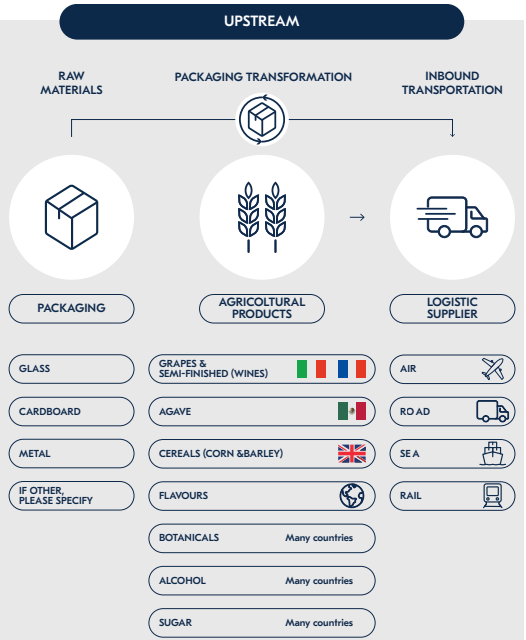 UPSTREAM
RAW
MATERIALS
PACKAGING TRANSFORMATION
INBOUND
TRANSPORTATION
PACKAGING
AGRICOLTURAL
PRODUCTS
LOGISTIC
SUPPLIER
GLASS
CARDBOARD
METAL
IF OTHER,
PLEASE SPECIFY
GRAPES &
SEMI-FINISHED (WINES)
AGAVE
CEREALS (CORN &BARLEY)
FLAVOURS
BOTANICALS Many countries
ALCOHOL Many countries
SUGAR Many countries
AIR
RO AD
SE A
RAIL